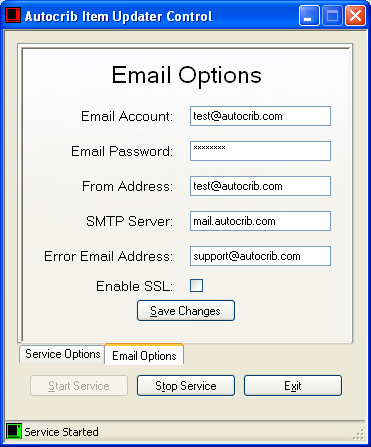 Autocrib Item Updater Control
Email Options
Email Account: test@autocrib.com
Email Password: ********
From Address: test@autocrib.com
SMTP Server: mail.autocrib.com
Error Email Address: support@autocrib.com
Enable SSL:
Save Changes
Service Options Email Options
Start Service Stop Service Exit
Service Started